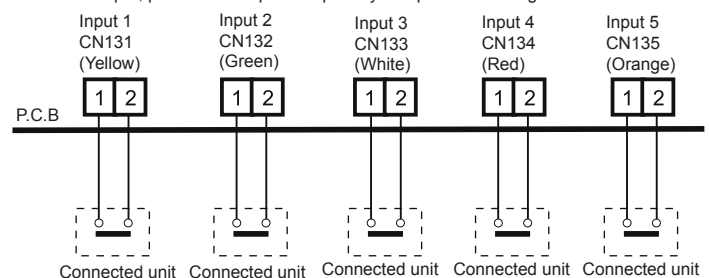 Input 1 Input 2 Input 3 Input 4 Input 5
CN131 CN132 CN133 CN134 CN135
(Yellow) (Green) (White) (Red) (Orange)
1 2 1 2 1 2 1 2 1 2
P.C.B
Connected unit Connected unit Connected unit Connected unit Connected unit